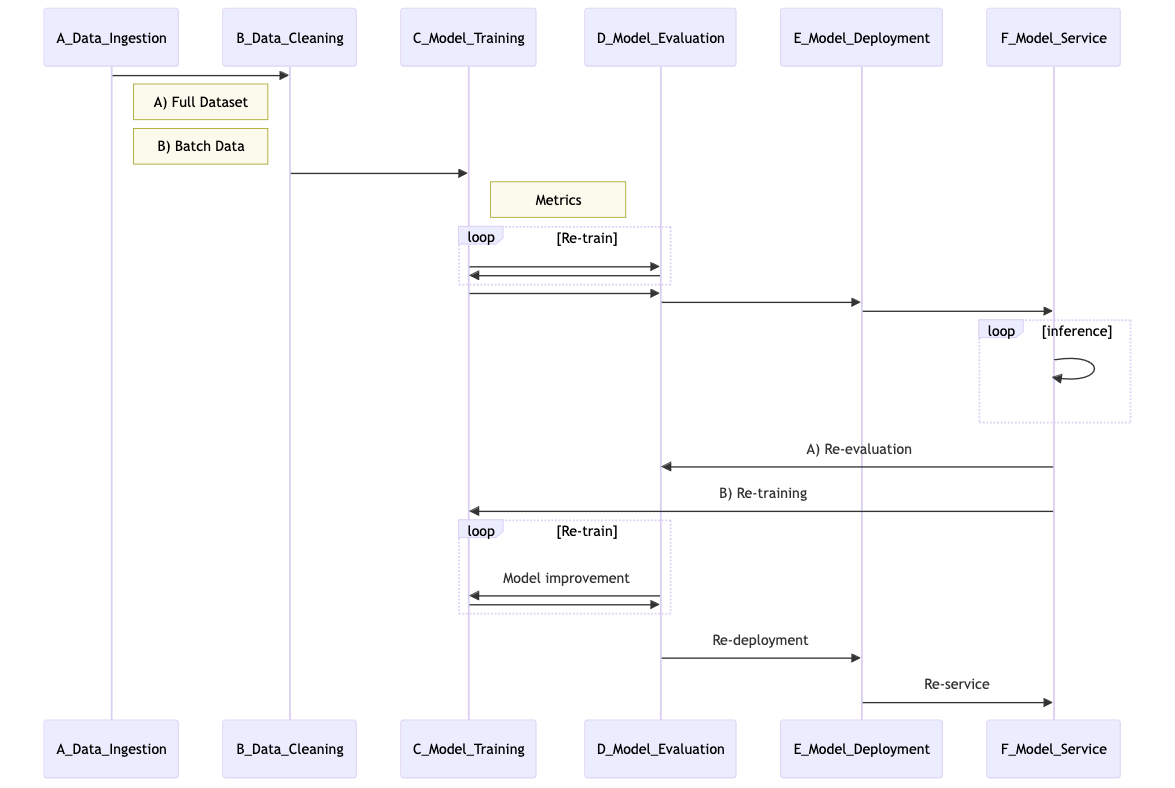 A_Data_Ingestion
B_Data_Cleaning
C_Model_Training
D_Model_Evaluation
E_Model_Deployment
F_Model_Service
A) Full Dataset
B) Batch Data
Metrics
loop
[Re-train]
loop
[inference]
A) Re-evaluation
B) Re-training
loop
[Re-train]
Model improvement
Re-deployment
Re-service
A_Data_Ingestion
B_Data_Cleaning
C_Model_Training
D_Model_Evaluation
E_Model_Deployment
F_Model_Service